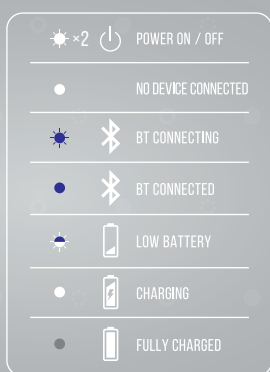 ×2 POWER ON / OFF
NO DEVICE CONNECTED
BT CONNECTING
BT CONNECTED
LOW BATTERY
CHARGING
FULLY CHARGED